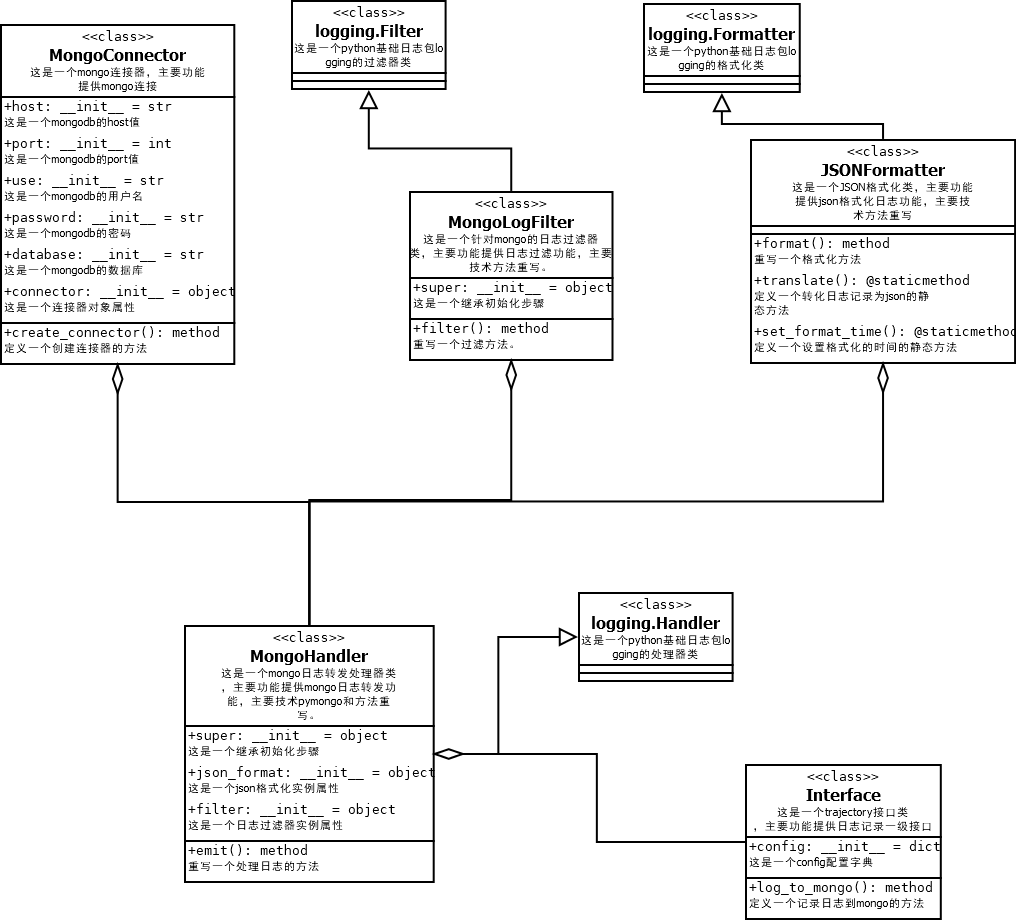 <<class>>
MongoConnector
这是一个mongo连接器，主要功能
提供mongo连接
+host: __init__ = str
这是一个mongodb的host值
+port: __init__ = int
这是一个mongodb的port值
+use: __init__ = str
这是一个mongodb的用户名
+password: __init__ = str
这是一个mongodb的密码
+database: __init__ = str
这是一个mongodb的数据库
+connector: __init__ = object
这是一个连接器对象属性
+create_connector(): method
定义一个创建连接器的方法
<<class>>
logging.Filter
这是一个python基础日志包lo
gging的过滤器类
<<class>>
logging.Formatter
这是一个python基础日志包lo
gging的格式化类
<<class>>
MongoLogFilter
这是一个针对mongo的日志过滤器
类，主要功能提供日志过滤功能，主要
技术方法重写。
+super: __init__ = object
这是一个继承初始化步骤
+filter(): method
重写一个过滤方法。
<<class>>
JSONFormatter
这是一个JSON格式化类，主要功能
提供json格式化日志功能，主要技
术方法重写
+format(): method
重写一个格式化方法
+translate(): @staticmethod
定义一个转化日志记录为json的静
态方法
+set_format_time(): @staticmethod
定义一个设置格式化的时间的静态方法
<<class>>
logging.Handler
这是一个python基础日志包lo
gging的处理器类
<<class>>
MongoHandler
这是一个mongo日志转发处理器类
，主要功能提供mongo日志转发功
能，主要技术pymongo和方法重
写。
+super: __init__ = object
这是一个继承初始化步骤
+json_format: __init__ = object
这是一个json格式化实例属性
+filter: __init__ = object
这是一个日志过滤器实例属性
+emit(): method
重写一个处理日志的方法
<<class>>
Interface
这是一个trajectory接口类
，主要功能提供日志记录一级接口
+config: __init__ = dict
这是一个config配置字典
+log_to_mongo(): method
定义一个记录日志到mongo的方法